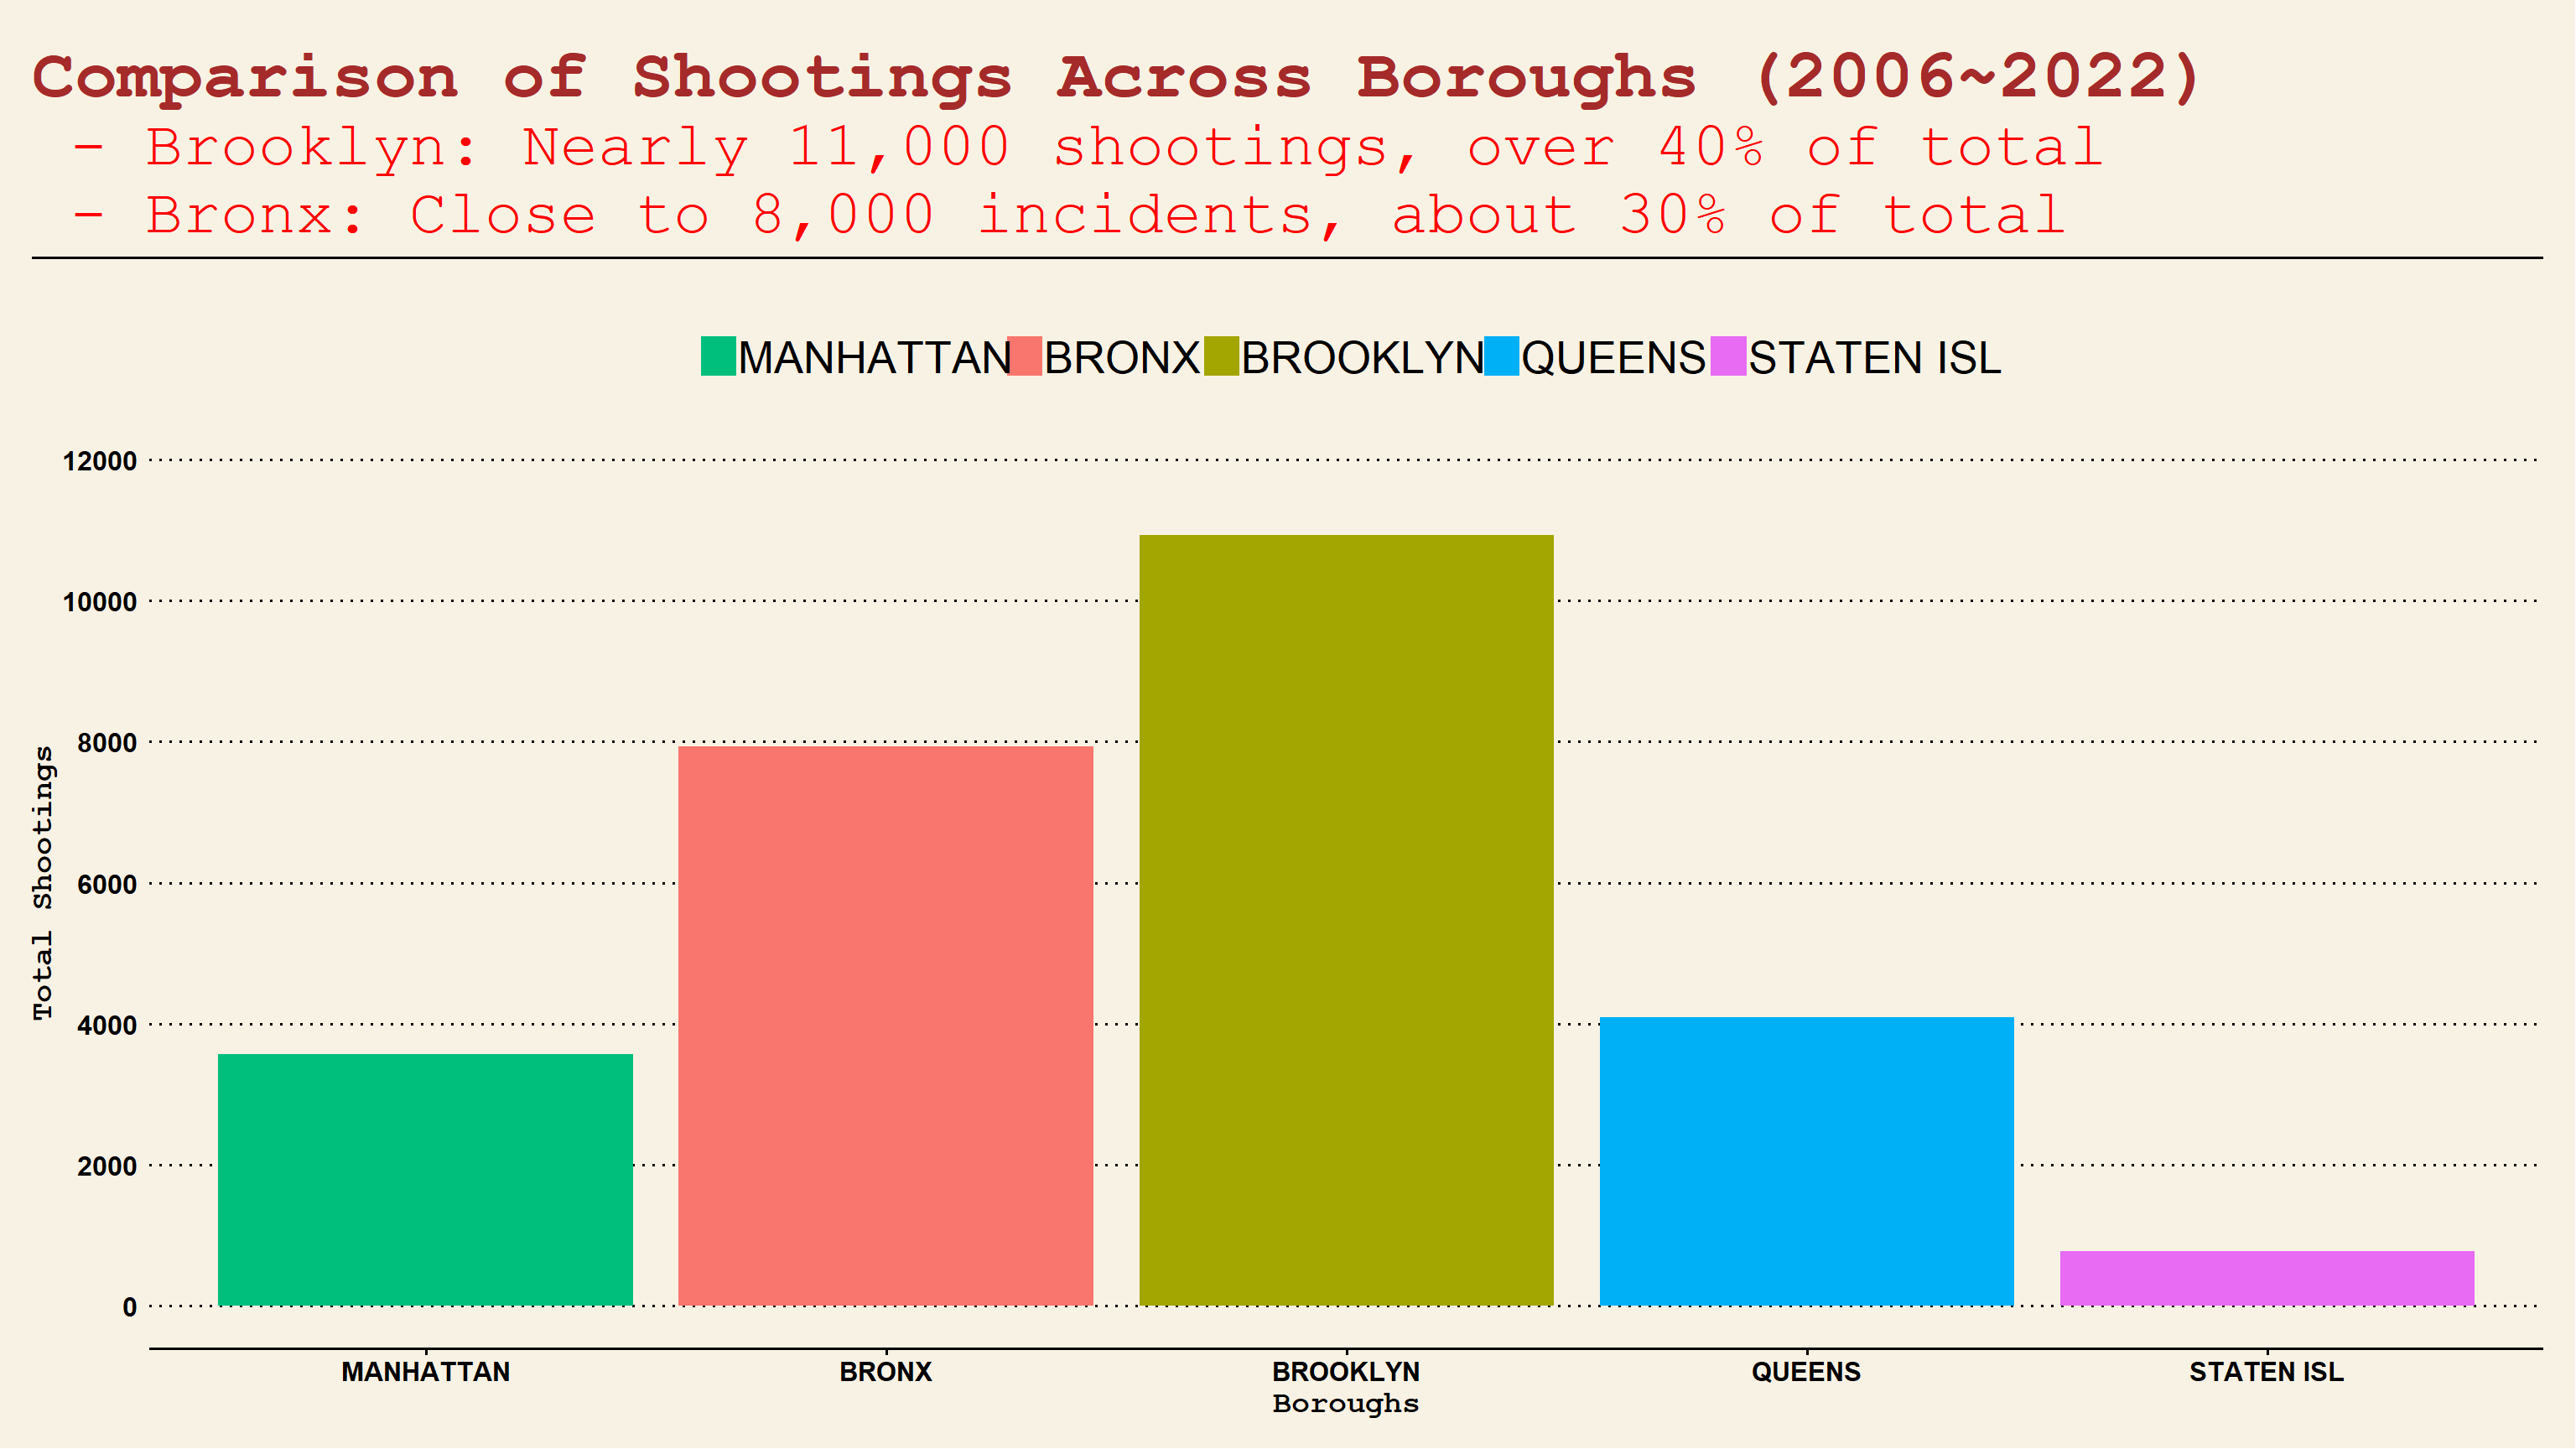 Comparison of Shootings Across Boroughs (2006~2022)
- Brooklyn: Nearly 11,000 shootings, over 40% of total
- Bronx: Close to 8,000 incidents, about 30% of total
MANHATTAN BRONX BROOKLYN QUEENS STATEN ISL
12000
10000
8000
6000
4000
2000
0
Total Shootings
MANHATTAN BRONX BROOKLYN QUEENS STATEN ISL
Boroughs